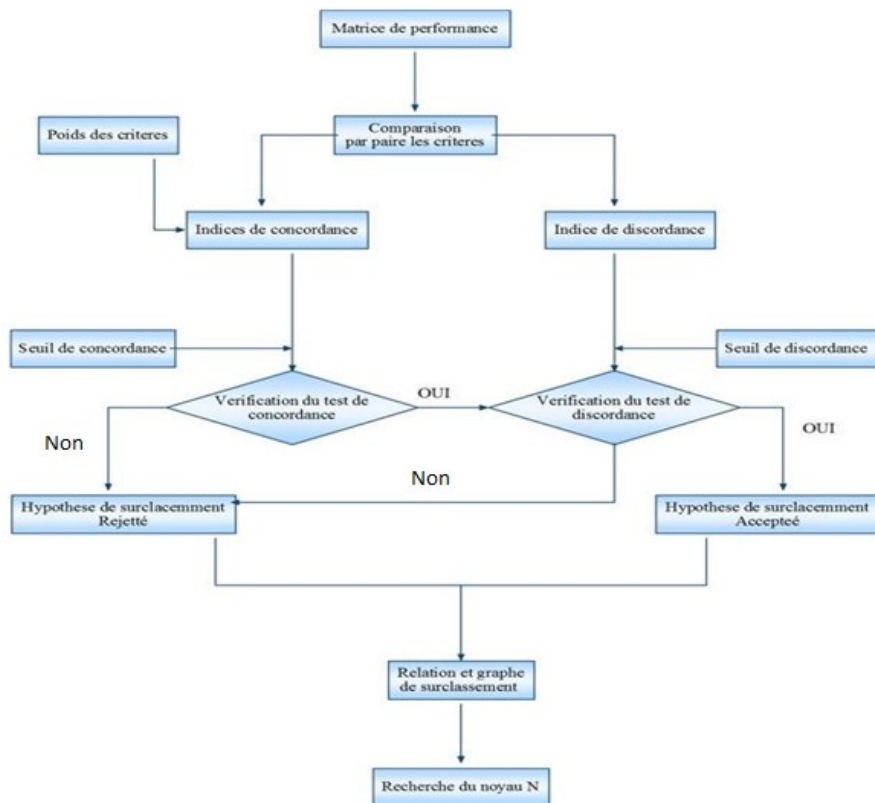 Matrice de performance
Comparaison
par paire les criteres
Poids des criteres
Indices de concordance
Indice de discordance
Seuil de concordance
Seuil de discordance
Verification du test de
concordance
OUI
Verification du test de
discordance
OUI
Non
Non
Hypothese de surclacemment
Rejetté
Hypothese de surclacemment
Accepteé
Relation et graphe
de surclassement
Recherche du noyau N